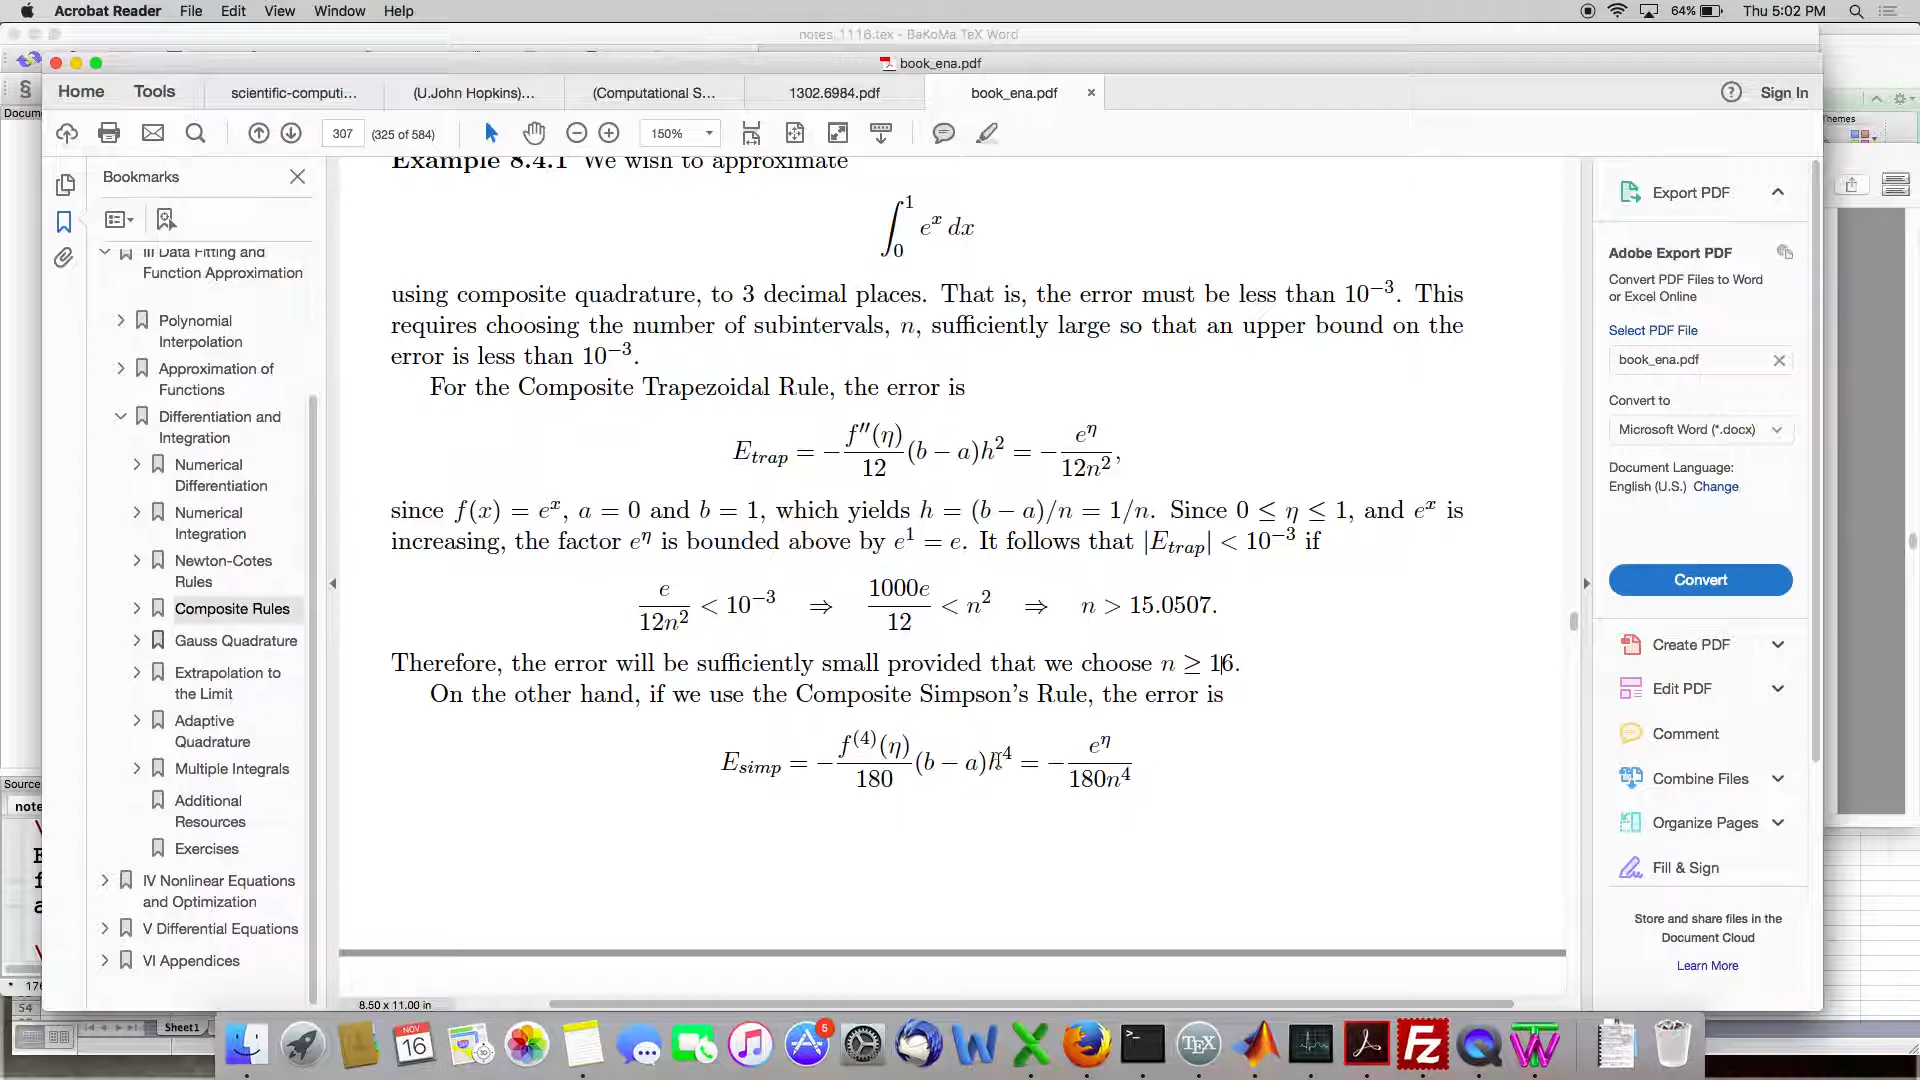 Acrobat Reader File Edit View Window Help
64% Thu 5:02 PM
notes_1116.tex - BaKoMa TeX Word
book_ena.pdf
Home Tools scientific-computi... (U.John Hopkins)... (Computational S... 1302.6984.pdf book_ena.pdf × Sign In
307 (325 of 584) 150%
Bookmarks
III Data Fitting and
Function Approximation
Polynomial
Interpolation
Approximation of
Functions
Differentiation and
Integration
Numerical
Differentiation
Numerical
Integration
Newton-Cotes
Rules
Composite Rules
Gauss Quadrature
Extrapolation to
the Limit
Adaptive
Quadrature
Multiple Integrals
Additional
Resources
Exercises
IV Nonlinear Equations
and Optimization
V Differential Equations
VI Appendices
Example 8.4.1 We wish to approximate
∫₀¹ eˣ dx
using composite quadrature, to 3 decimal places. That is, the error must be less than 10⁻³. This
requires choosing the number of subintervals, n, sufficiently large so that an upper bound on the
error is less than 10⁻³.
For the Composite Trapezoidal Rule, the error is
E_trap = −f″(η)/12 (b − a)h² = −e^η/12n²,
since f(x) = eˣ, a = 0 and b = 1, which yields h = (b − a)/n = 1/n. Since 0 ≤ η ≤ 1, and eˣ is
increasing, the factor e^η is bounded above by e¹ = e. It follows that |E_trap| < 10⁻³ if
e/12n² < 10⁻³ ⇒ 1000e/12 < n² ⇒ n > 15.0507.
Therefore, the error will be sufficiently small provided that we choose n ≥ 16.
On the other hand, if we use the Composite Simpson's Rule, the error is
E_simp = −f⁽⁴⁾(η)/180 (b − a)h⁴ = −e^η/180n⁴
8.50 x 11.00 in
Export PDF
Adobe Export PDF
Convert PDF Files to Word
or Excel Online
Select PDF File
book_ena.pdf
Convert to
Microsoft Word (*.docx)
Document Language:
English (U.S.) Change
Convert
Create PDF
Edit PDF
Comment
Combine Files
Organize Pages
Fill & Sign
Store and share files in the
Document Cloud
Learn More
Source
54
Sheet1
NOV
16
5
TEX